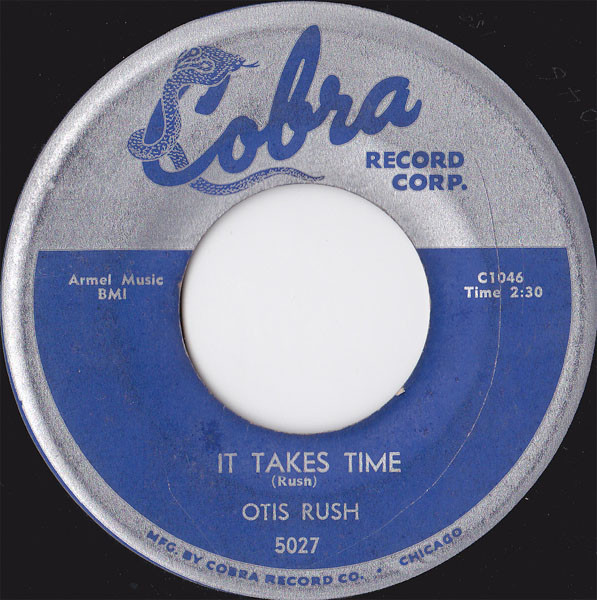 Cobra
RECORD
CORP.
Armel Music
BMI
C1046
Time 2:30
IT TAKES TIME
(Rush)
OTIS RUSH
5027
MFG. BY COBRA RECORD CO. • CHICAGO